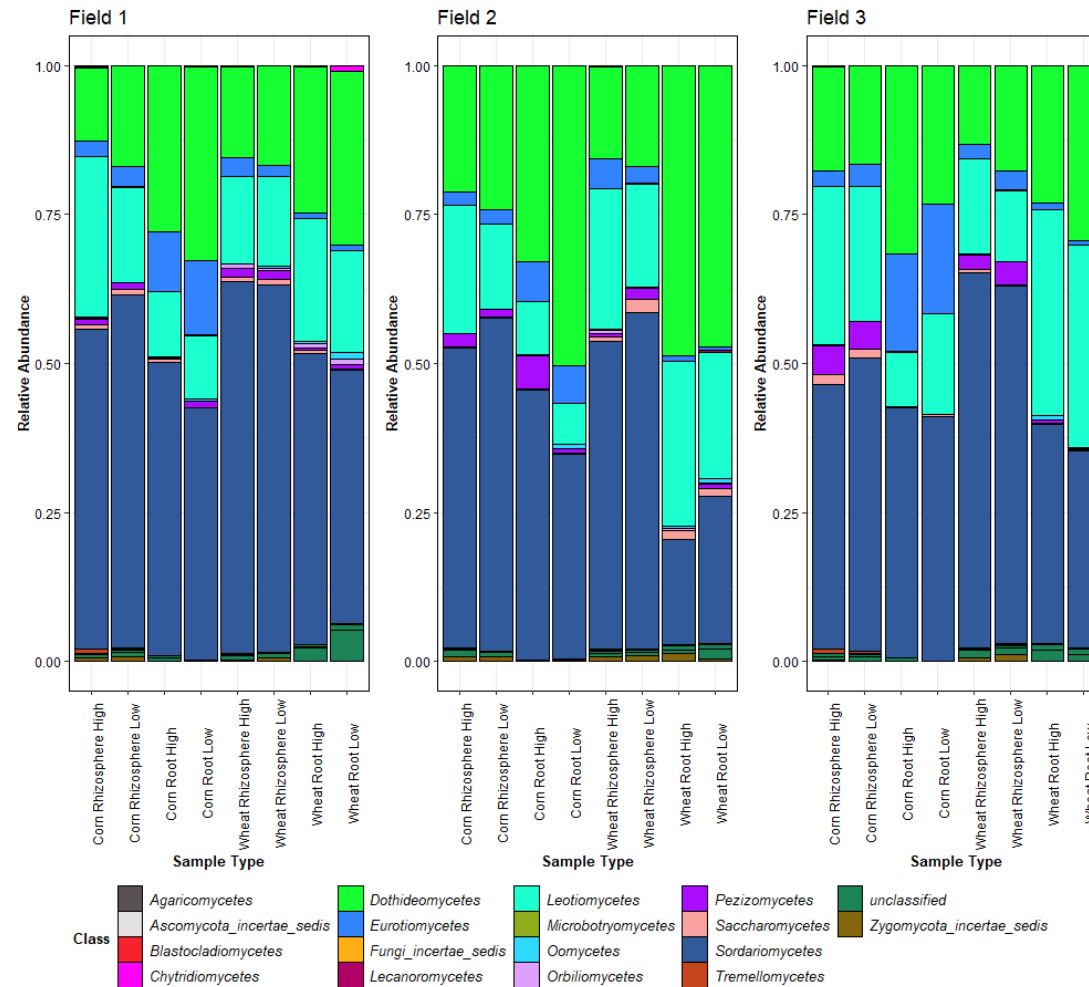 Field 1
Field 2
Field 3
Relative Abundance
1.00
0.75
0.50
0.25
0.00
Corn Rhizosphere High
Corn Rhizosphere Low
Corn Root High
Corn Root Low
Wheat Rhizosphere High
Wheat Rhizosphere Low
Wheat Root High
Wheat Root Low
Sample Type
Relative Abundance
1.00
0.75
0.50
0.25
0.00
Corn Rhizosphere High
Corn Rhizosphere Low
Corn Root High
Corn Root Low
Wheat Rhizosphere High
Wheat Rhizosphere Low
Wheat Root High
Wheat Root Low
Sample Type
Relative Abundance
1.00
0.75
0.50
0.25
0.00
Corn Rhizosphere High
Corn Rhizosphere Low
Corn Root High
Corn Root Low
Wheat Rhizosphere High
Wheat Rhizosphere Low
Wheat Root High
Wheat Root Low
Sample Type
Class
Agaricomycetes
Ascomycota_incertae_sedis
Blastocladiomycetes
Chytridiomycetes
Dothideomycetes
Eurotiomycetes
Fungi_incertae_sedis
Lecanoromycetes
Leotiomycetes
Microbotryomycetes
Oomycetes
Orbiliomycetes
Pezizomycetes
Saccharomycetes
Sordariomycetes
Tremellomycetes
unclassified
Zygomycota_incertae_sedis